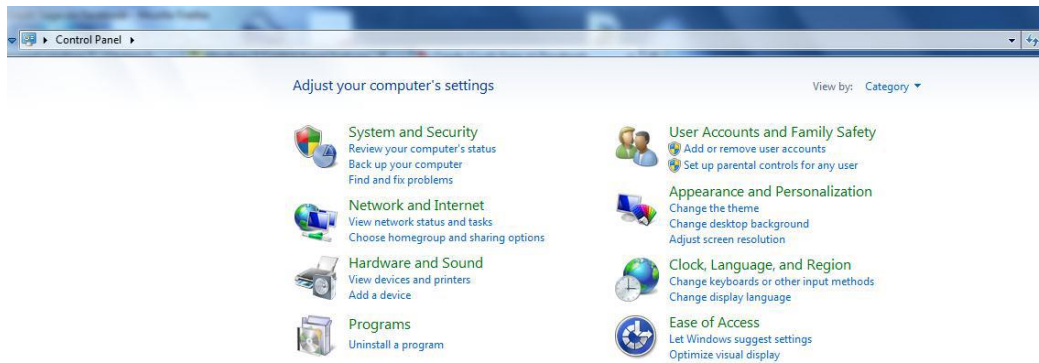 Control Panel
Adjust your computer's settings
View by: Category
System and Security
Review your computer's status
Back up your computer
Find and fix problems
Network and Internet
View network status and tasks
Choose homegroup and sharing options
Hardware and Sound
View devices and printers
Add a device
Programs
Uninstall a program
User Accounts and Family Safety
Add or remove user accounts
Set up parental controls for any user
Appearance and Personalization
Change the theme
Change desktop background
Adjust screen resolution
Clock, Language, and Region
Change keyboards or other input methods
Change display language
Ease of Access
Let Windows suggest settings
Optimize visual display